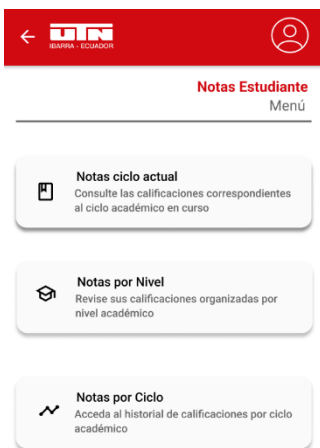 UTN
IBARRA - ECUADOR
Notas Estudiante
Menú
Notas ciclo actual
Consulte las calificaciones correspondientes
al ciclo académico en curso
Notas por Nivel
Revise sus calificaciones organizadas por
nivel académico
Notas por Ciclo
Acceda al historial de calificaciones por ciclo
académico